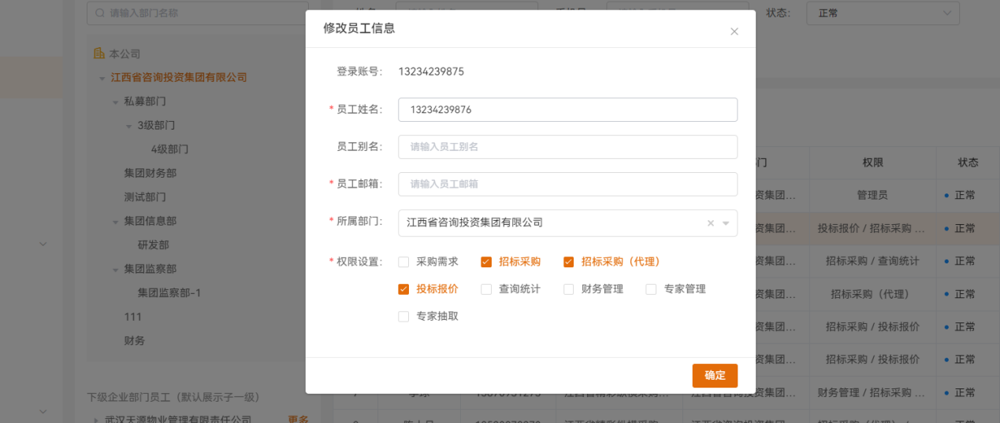 请输入部门名称
状态： 正常
本公司
江西省咨询投资集团有限公司
私募部门
3级部门
4级部门
集团财务部
测试部门
集团信息部
研发部
集团监察部
集团监察部-1
111
财务
下级企业部门员工（默认展示子一级）
武汉天源物业管理有限责任公司 更多
修改员工信息
登录账号： 13234239875
* 员工姓名： 13234239876
员工别名： 请输入员工别名
* 员工邮箱： 请输入员工邮箱
* 所属部门： 江西省咨询投资集团有限公司
* 权限设置： 采购需求 招标采购 招标采购（代理）
投标报价 查询统计 财务管理 专家管理
专家抽取
确定
权限 状态
资集团... 管理员 正常
资集团... 投标报价 / 招标采购 ... 正常
资集团... 招标采购 / 查询统计 正常
资集团... 招标采购（代理） 正常
资集团... 招标采购 / 投标报价 正常
资集团... 招标采购 / 投标报价 正常
财务管理 / 招标采购 ... 正常